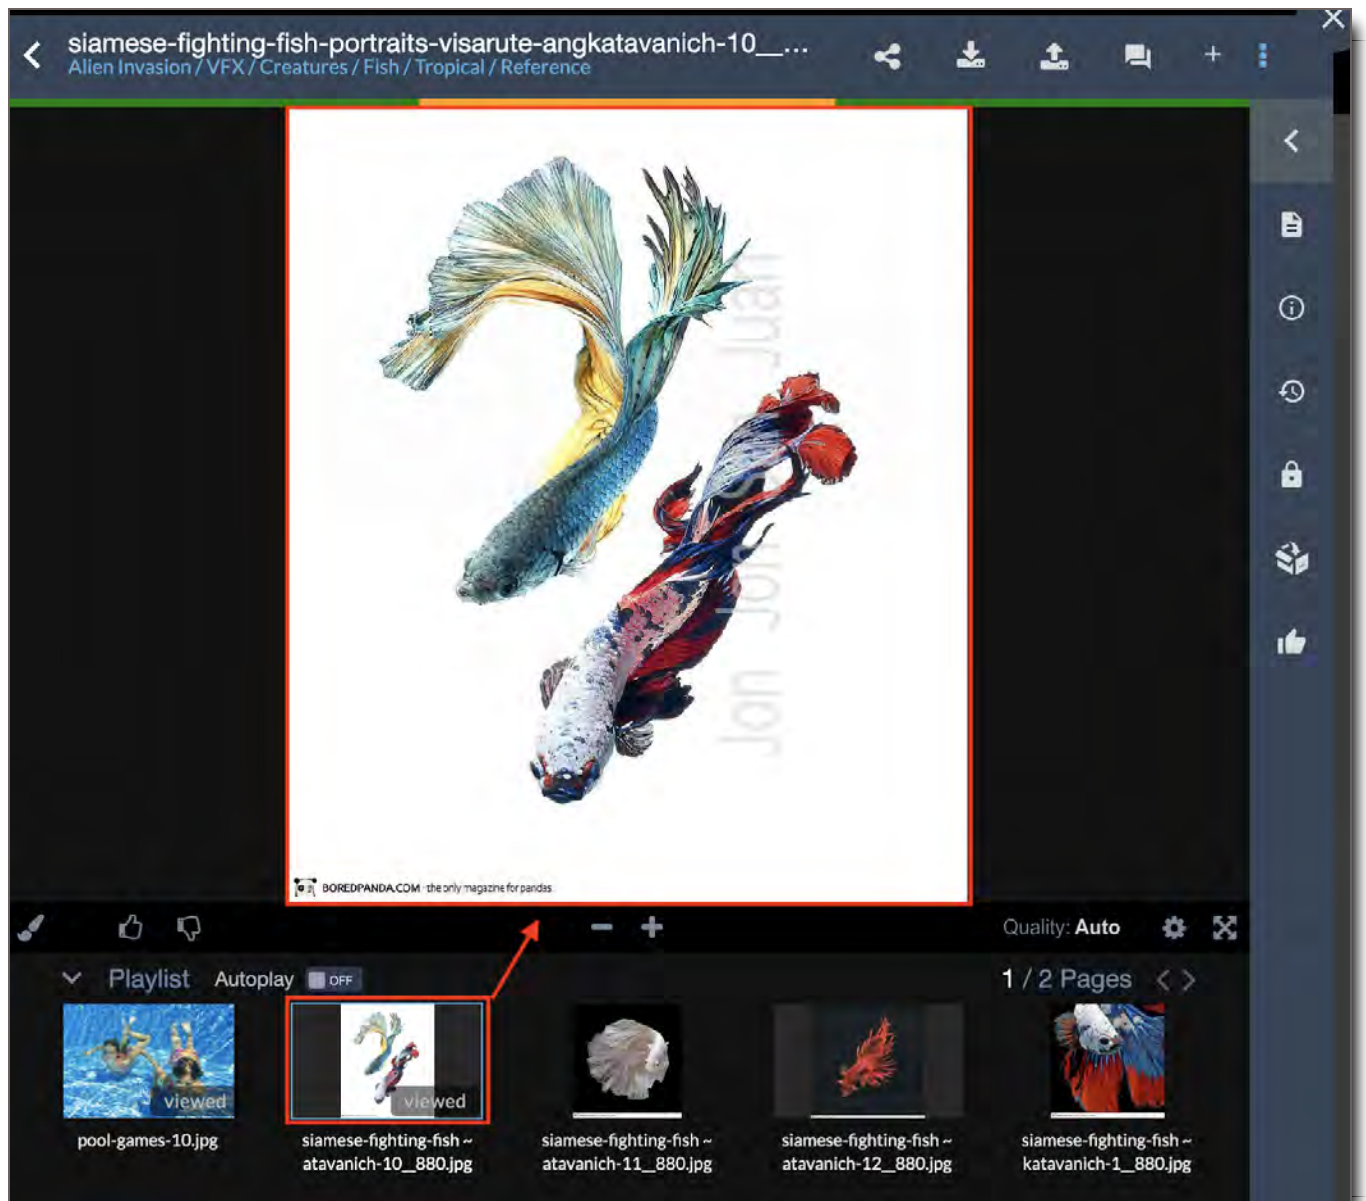 siamese-fighting-fish-portraits-visarute-angkatavanich-10__...
Alien Invasion / VFX / Creatures / Fish / Tropical / Reference
Jon Jon Juan
BOREDPANDA.COM - the only magazine for pandas
Quality: Auto
Playlist Autoplay OFF
1 / 2 Pages
viewed
viewed
pool-games-10.jpg
siamese-fighting-fish ~
atavanich-10__880.jpg
siamese-fighting-fish ~
atavanich-11_880.jpg
siamese-fighting-fish ~
atavanich-12_880.jpg
siamese-fighting-fish ~
katavanich-1_880.jpg